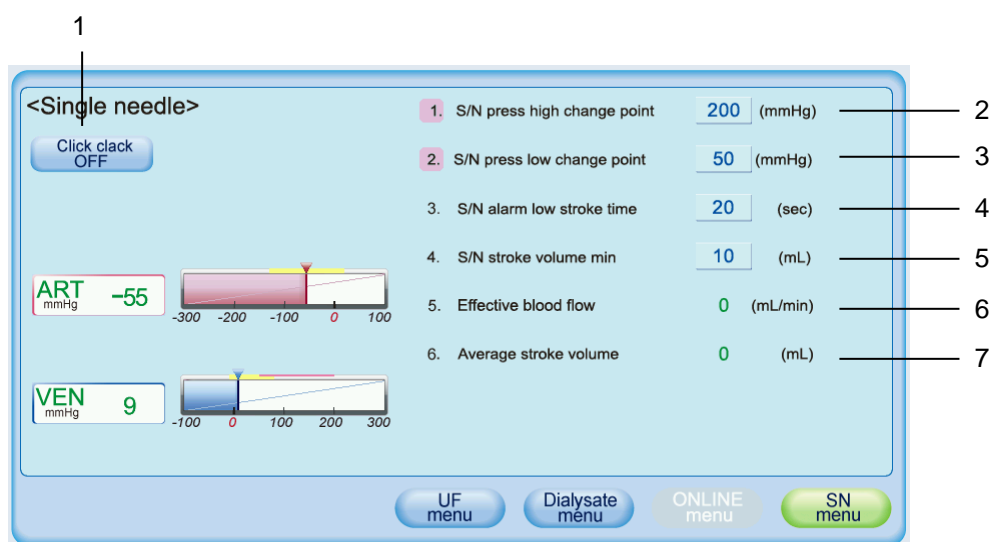 1
<Single needle>
Click clack
OFF
1. S/N press high change point 200 (mmHg) 2
2. S/N press low change point 50 (mmHg) 3
3. S/N alarm low stroke time 20 (sec) 4
4. S/N stroke volume min 10 (mL) 5
ART
mmHg
-55
-300 -200 -100 0 100
5. Effective blood flow 0 (mL/min) 6
6. Average stroke volume 0 (mL) 7
VEN
mmHg
9
-100 0 100 200 300
UF
menu
Dialysate
menu
ONLINE
menu
SN
menu